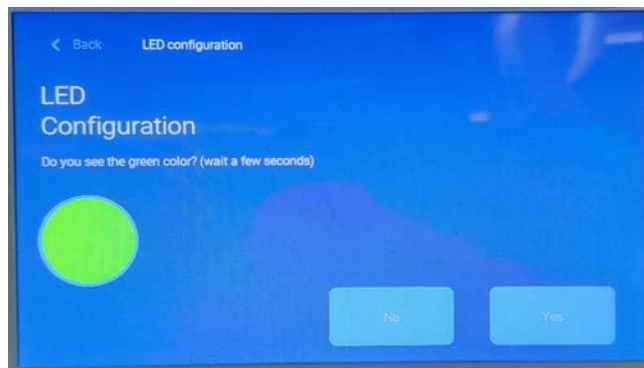 Back LED configuration
LED
Configuration
Do you see the green color? (wait a few seconds)
No Yes